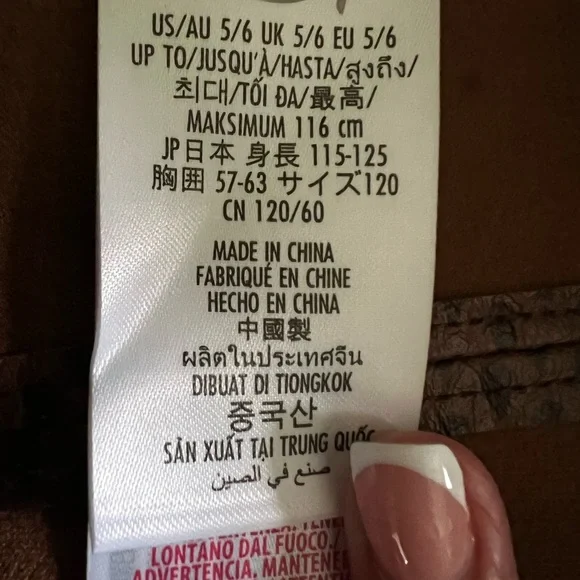 US/AU 5/6 UK 5/6 EU 5/6
UP TO/JUSQU'À/HASTA/สูงถึง/
최대/TỐI ĐA/最高/
MAKSIMUM 116 cm
JP日本 身長 115-125
胸囲 57-63 サイズ120
CN 120/60
MADE IN CHINA
FABRIQUÉ EN CHINE
HECHO EN CHINA
中國製
ผลิตในประเทศจีน
DIBUAT DI TIONGKOK
중국산
SẢN XUẤT TẠI TRUNG QUỐC
صنع في الصين
LONTANO DAL FUOCO./
ADVERTENCIA. MANTENER